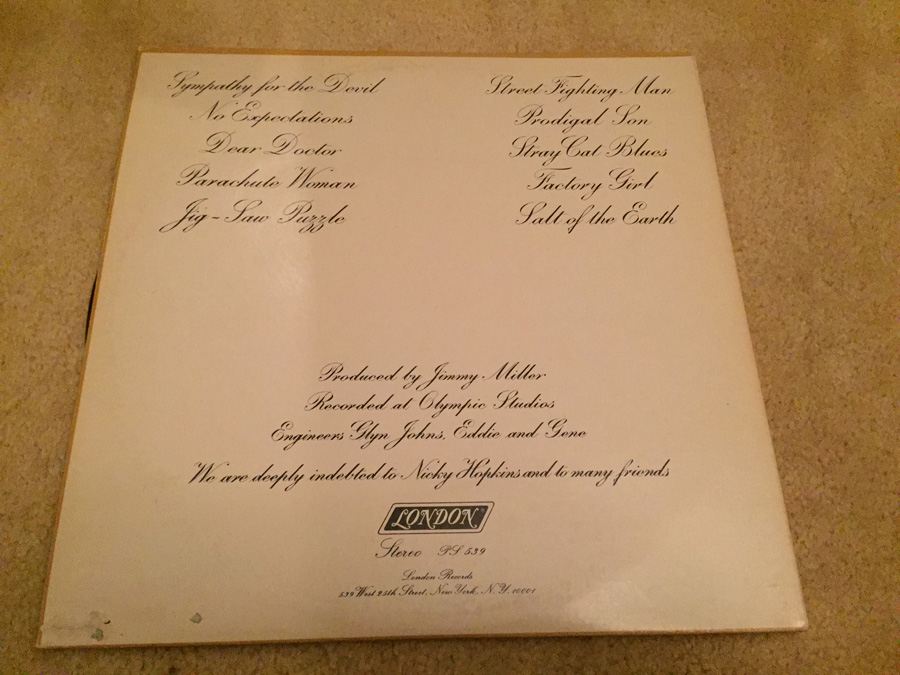 Sympathy for the Devil
No Expectations
Dear Doctor
Parachute Woman
Jig-Saw Puzzle
Street Fighting Man
Prodigal Son
Stray Cat Blues
Factory Girl
Salt of the Earth
Produced by Jimmy Miller
Recorded at Olympic Studios
Engineers Glyn Johns, Eddie and Gene
We are deeply indebted to Nicky Hopkins and to many friends
LONDON
Stereo PS 539
London Records
539 West 25th Street, New York, N.Y. 10001